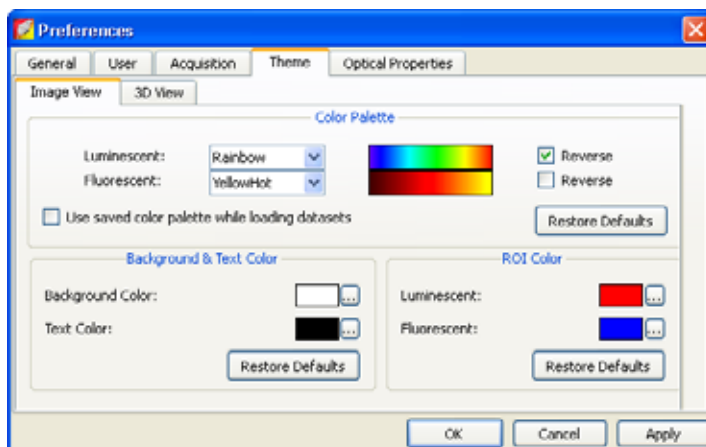 Preferences
General User Acquisition Theme Optical Properties
Image View 3D View
Color Palette
Luminescent: Rainbow Reverse
Fluorescent: YellowHot Reverse
Use saved color palette while loading datasets Restore Defaults
Background & Text Color ROI Color
Background Color: ... Luminescent: ...
Text Color: ... Fluorescent: ...
Restore Defaults Restore Defaults
OK Cancel Apply